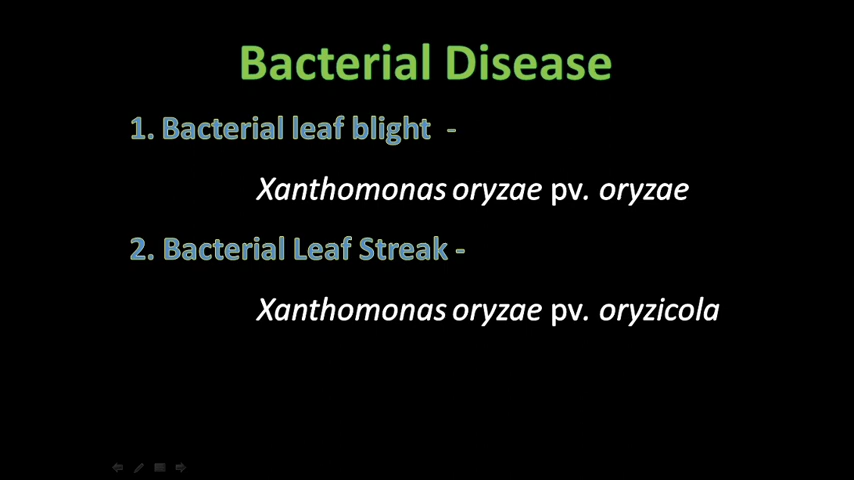 Bacterial Disease
1. Bacterial leaf blight -
Xanthomonas oryzae pv. oryzae
2. Bacterial Leaf Streak -
Xanthomonas oryzae pv. oryzicola